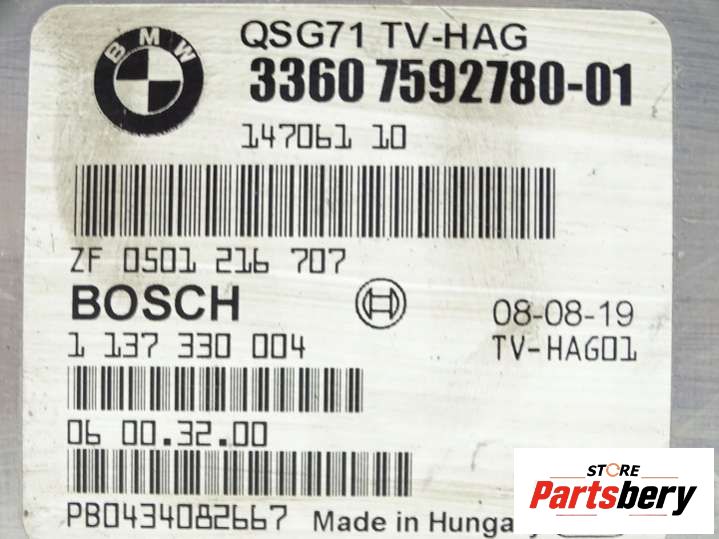 BMW
QSG71 TV-HAG
3360 7592780-01
147061 10
ZF 0501 216 707
BOSCH
08-08-19
1 137 330 004
TV-HAG01
06 00.32.00
PB0434082667
Made in Hungary
STORE
Partsbery